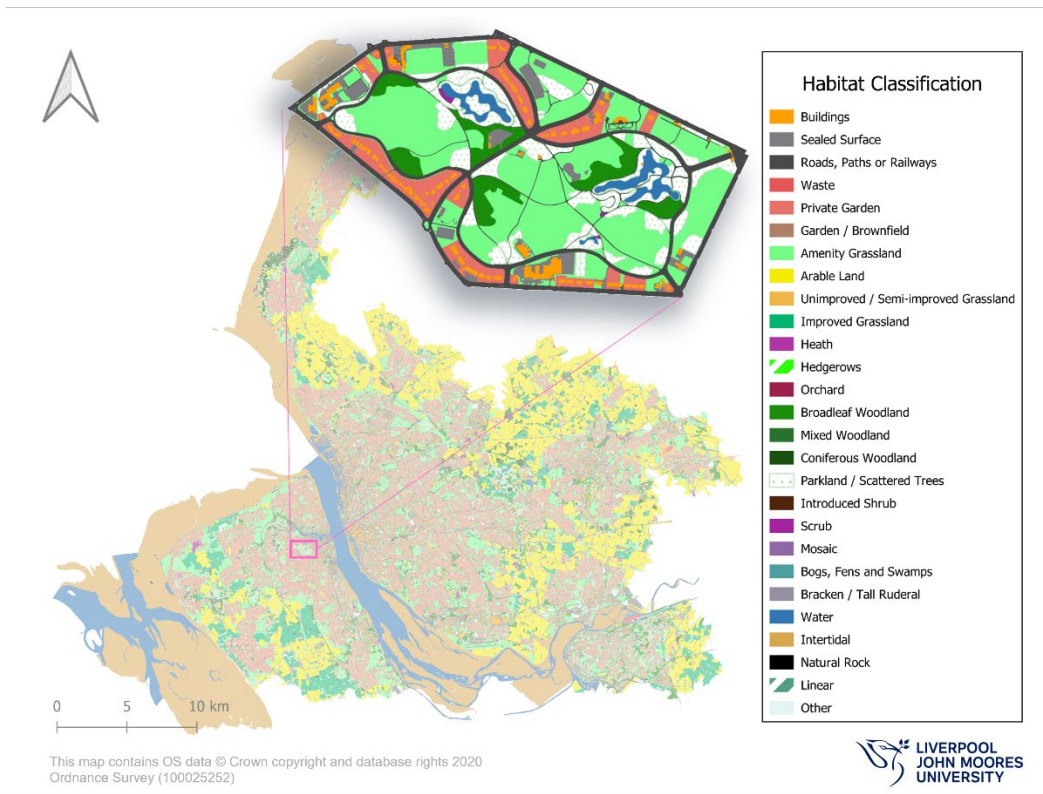 Habitat Classification
Buildings
Sealed Surface
Roads, Paths or Railways
Waste
Private Garden
Garden / Brownfield
Amenity Grassland
Arable Land
Unimproved / Semi-improved Grassland
Improved Grassland
Heath
Hedgerows
Orchard
Broadleaf Woodland
Mixed Woodland
Coniferous Woodland
Parkland / Scattered Trees
Introduced Shrub
Scrub
Mosaic
Bogs, Fens and Swamps
Bracken / Tall Ruderal
Water
Intertidal
Natural Rock
Linear
Other
0 5 10 km
This map contains OS data © Crown copyright and database rights 2020
Ordnance Survey (100025252)
LIVERPOOL
JOHN MOORES
UNIVERSITY